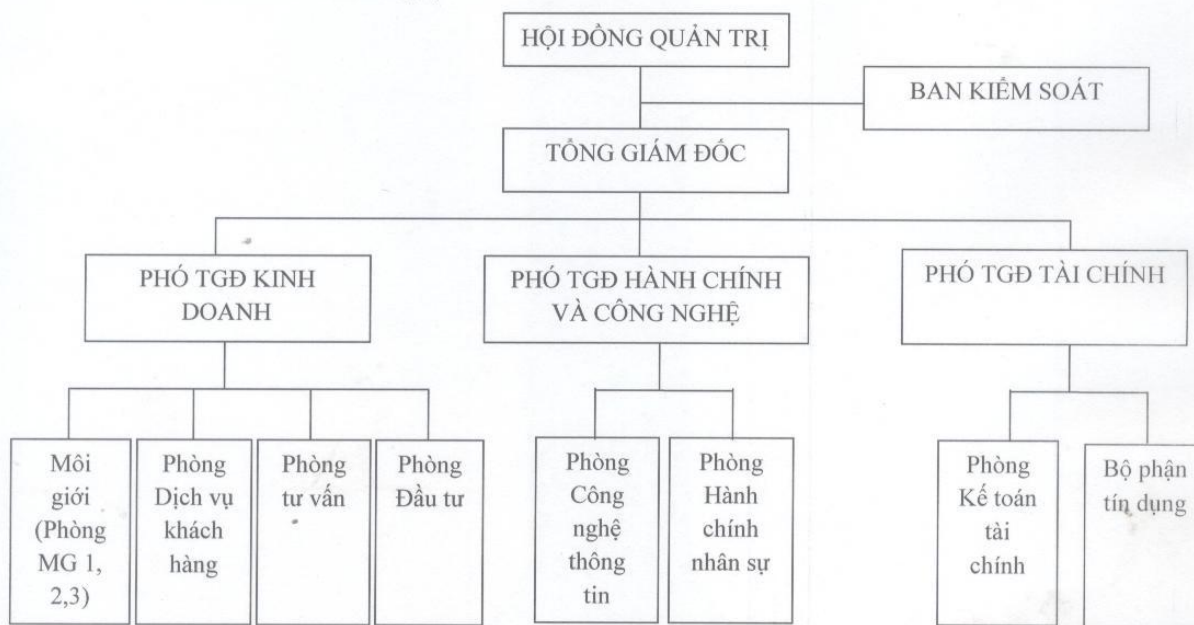 HỘI ĐỒNG QUẢN TRỊ
BAN KIỂM SOÁT
TỔNG GIÁM ĐỐC
PHÓ TGĐ KINH
DOANH
PHÓ TGĐ HÀNH CHÍNH
VÀ CÔNG NGHỆ
PHÓ TGĐ TÀI CHÍNH
Môi
giới
(Phòng
MG 1,
2,3)
Phòng
Dịch vụ
khách
hàng
Phòng
tư vấn
Phòng
Đầu tư
Phòng
Công
nghệ
thông
tin
Phòng
Hành
chính
nhân sự
Phòng
Kế toán
tài
chính
Bộ phận
tín dụng